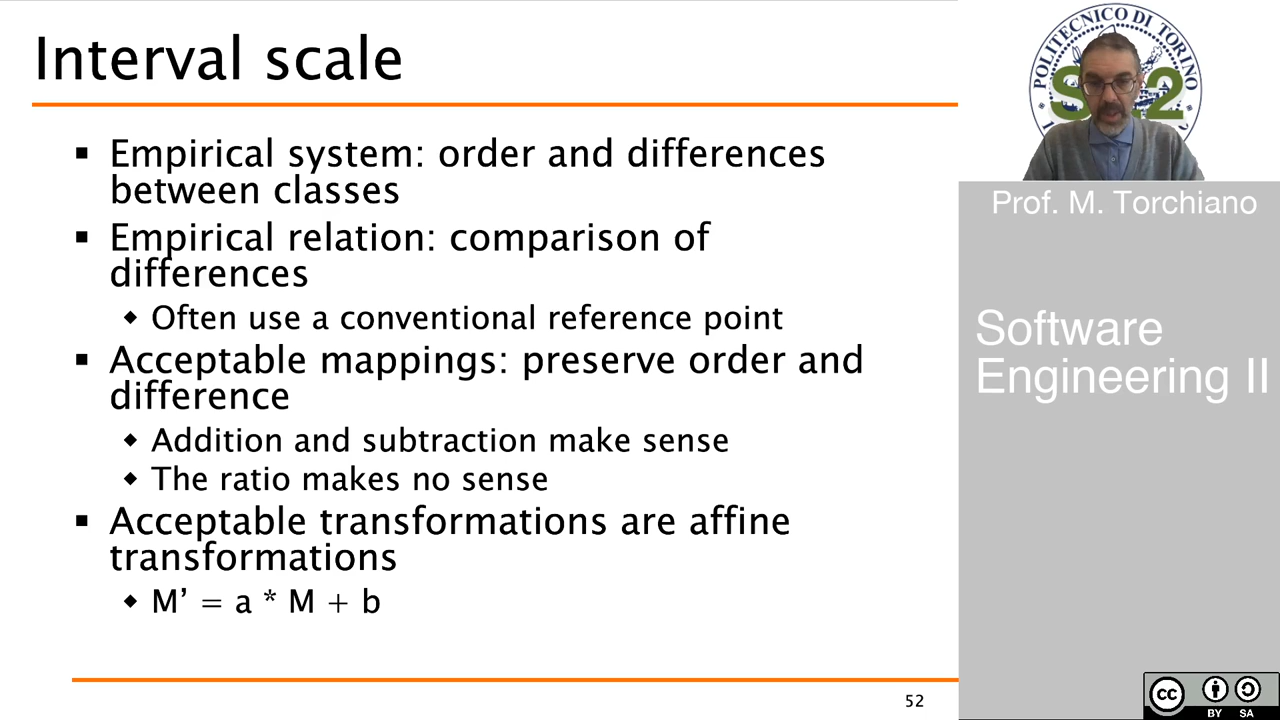 Interval scale
▪ Empirical system: order and differences
between classes
▪ Empirical relation: comparison of
differences
◆ Often use a conventional reference point
▪ Acceptable mappings: preserve order and
difference
◆ Addition and subtraction make sense
◆ The ratio makes no sense
▪ Acceptable transformations are affine
transformations
◆ M’ = a * M + b
52
POLITECNICO DI TORINO
Prof. M. Torchiano
Software
Engineering II
cc
BY SA